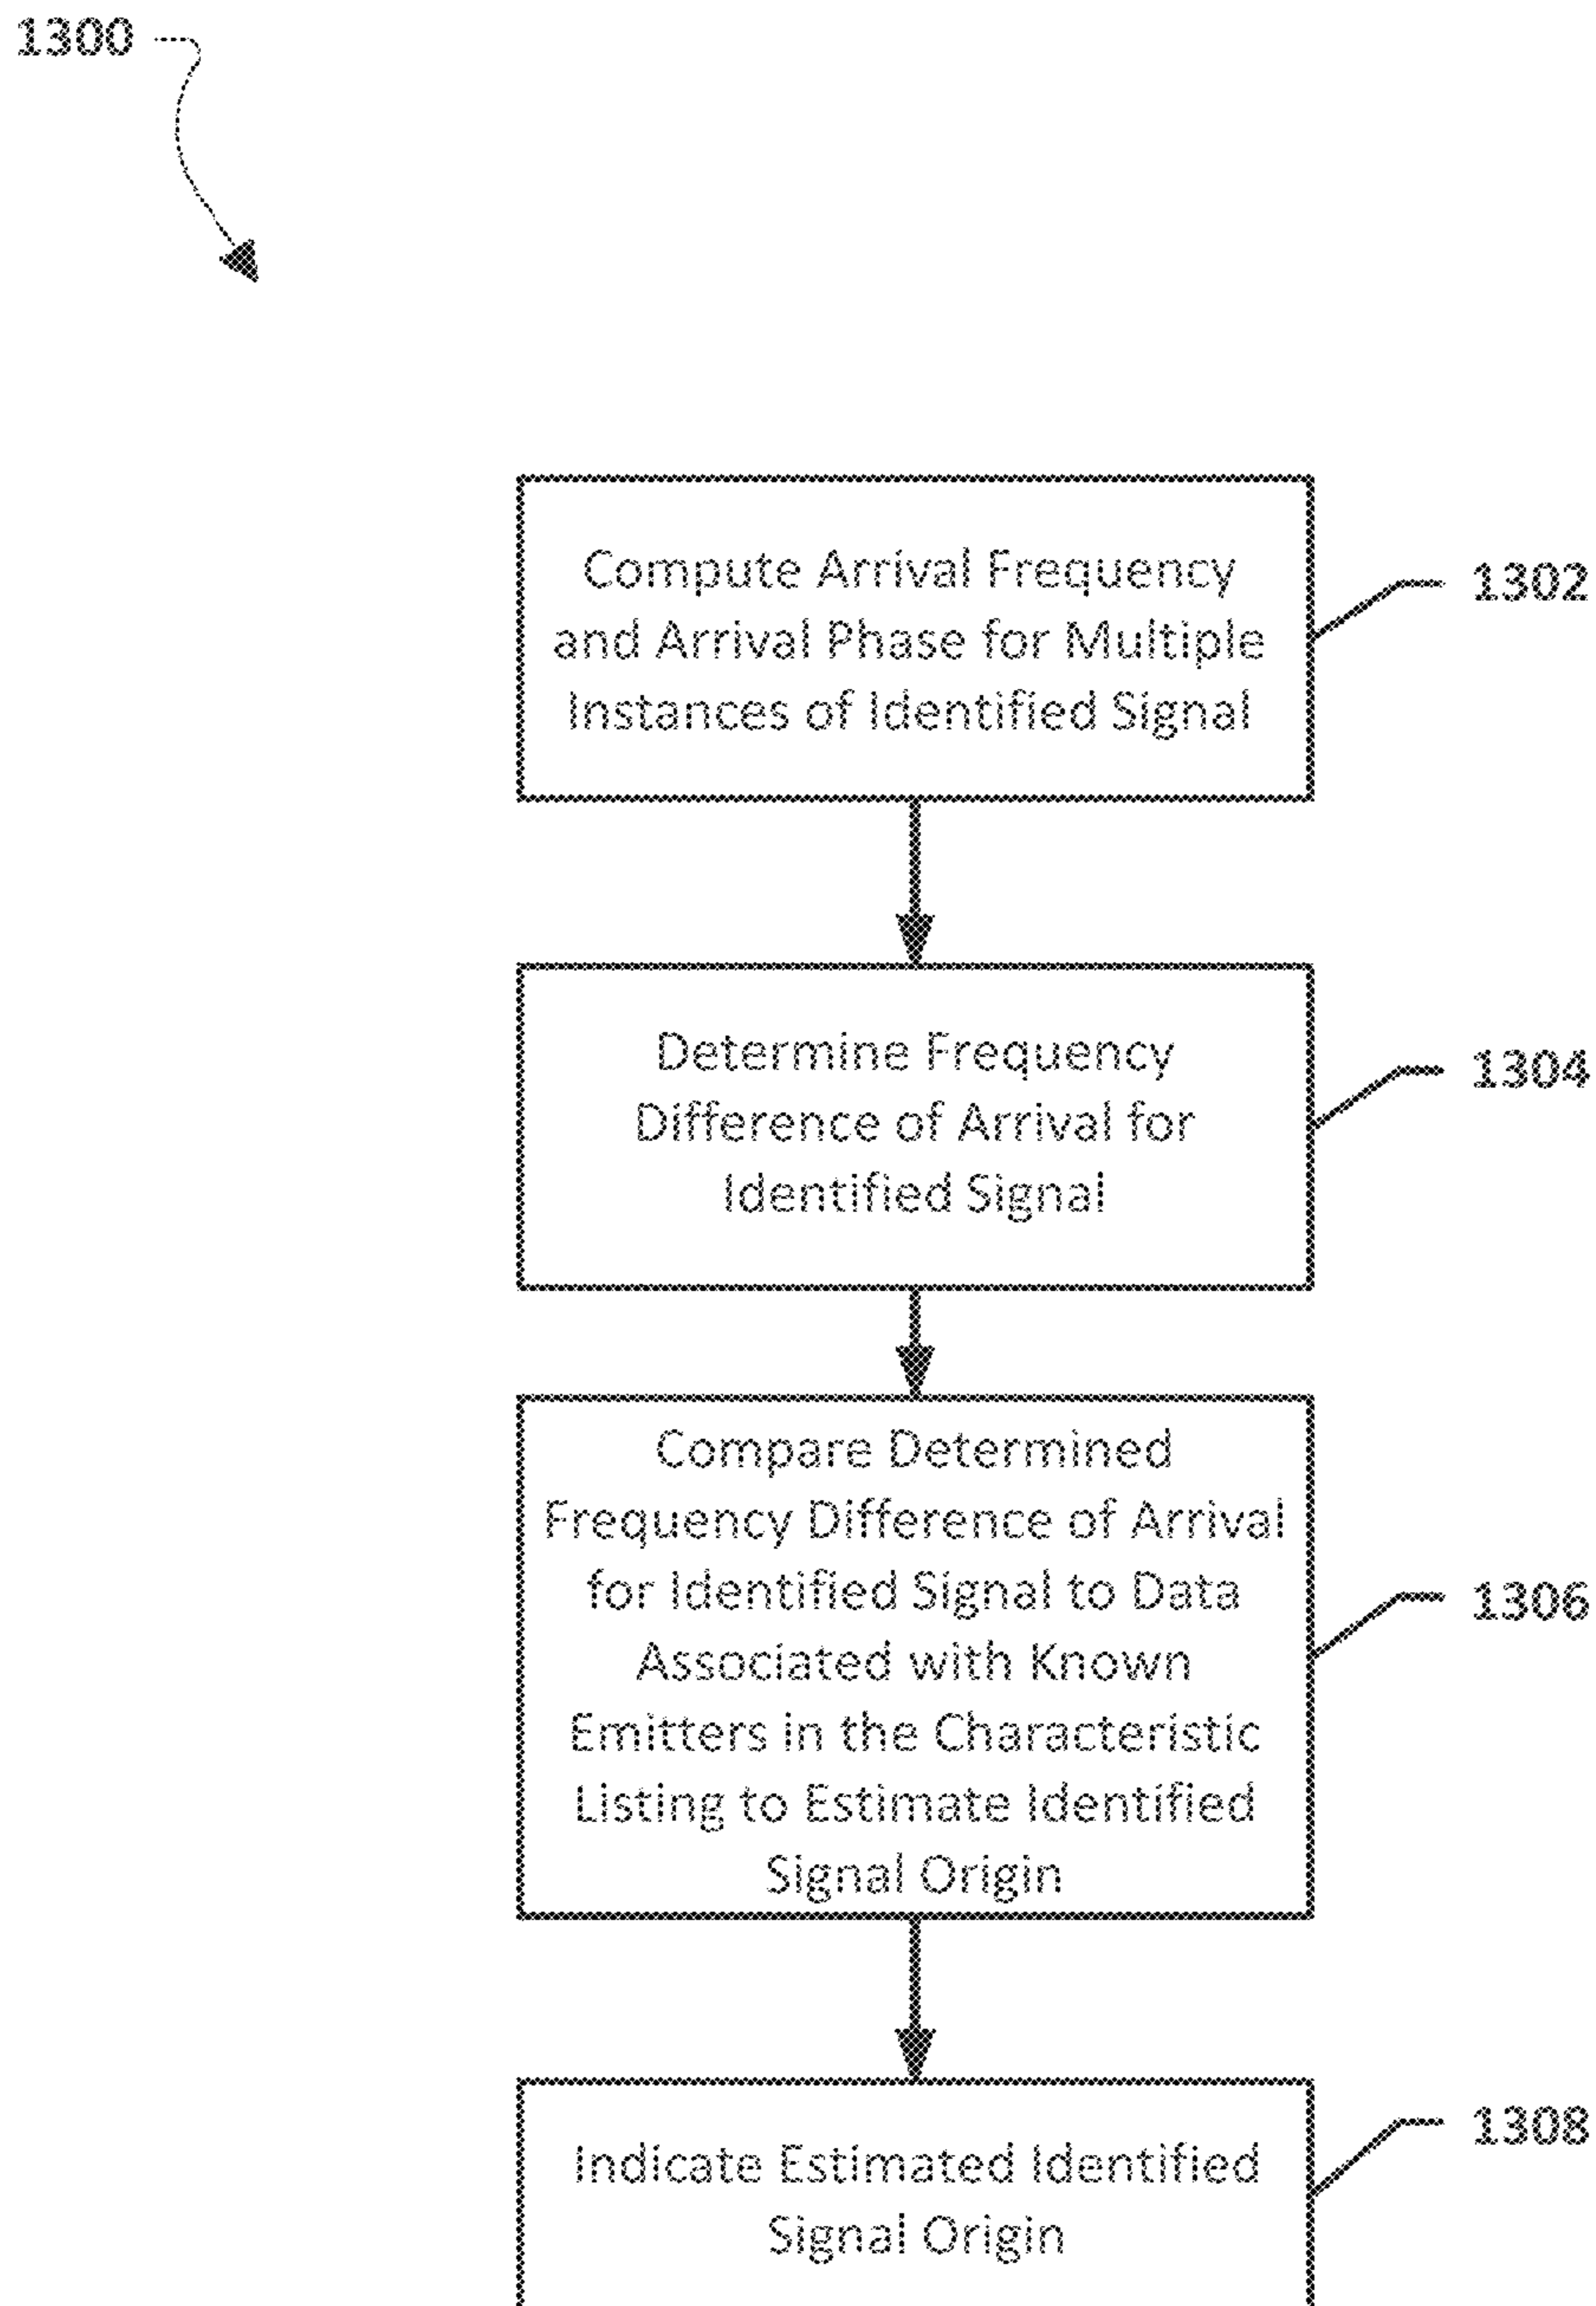 1300
Compute Arrival Frequency
and Arrival Phase for Multiple
Instances of Identified Signal
1302
Determine Frequency
Difference of Arrival for
Identified Signal
1304
Compare Determined
Frequency Difference of Arrival
for Identified Signal to Data
Associated with Known
Emitters in the Characteristic
Listing to Estimate Identified
Signal Origin
1306
Indicate Estimated Identified
Signal Origin
1308